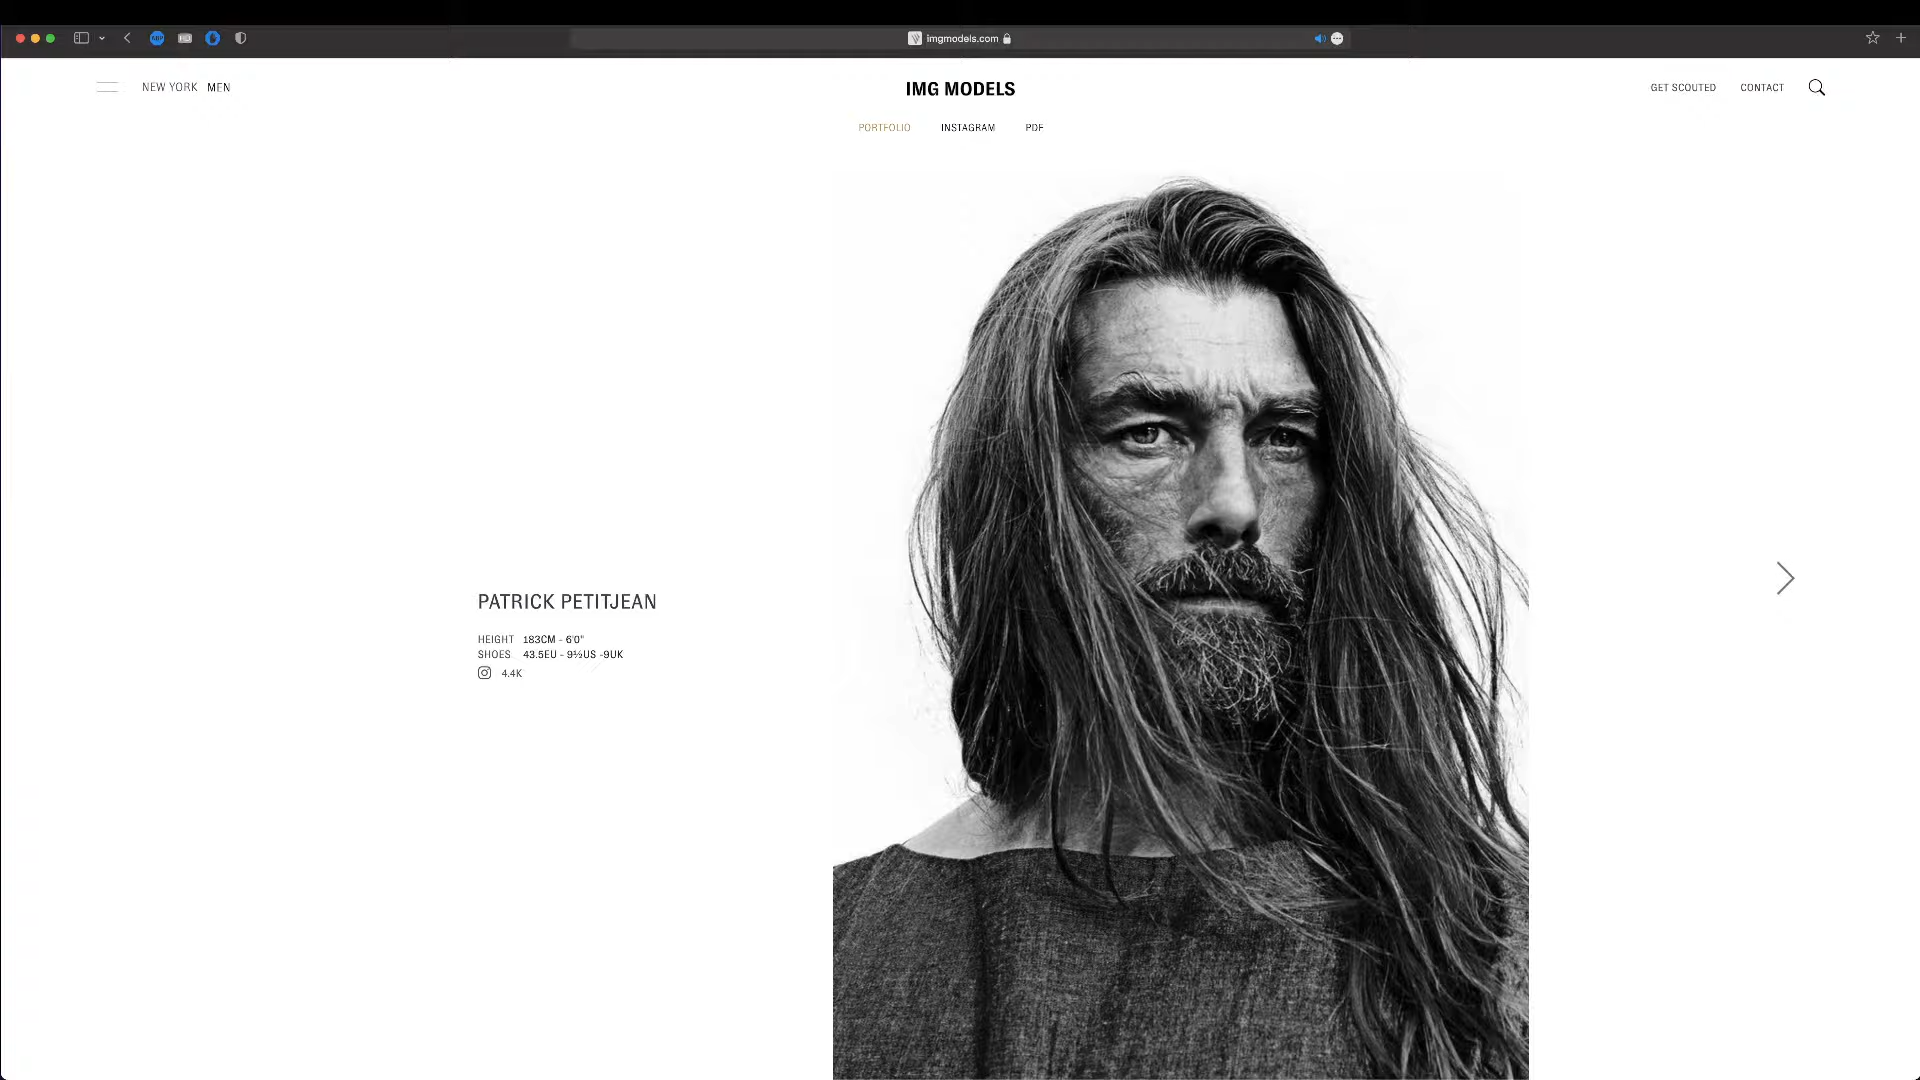 imgmodels.com
NEW YORK MEN
IMG MODELS
GET SCOUTED CONTACT
PORTFOLIO INSTAGRAM PDF
PATRICK PETITJEAN
HEIGHT 183CM - 6'0"
SHOES 43.5EU - 9½US -9UK
4.4K